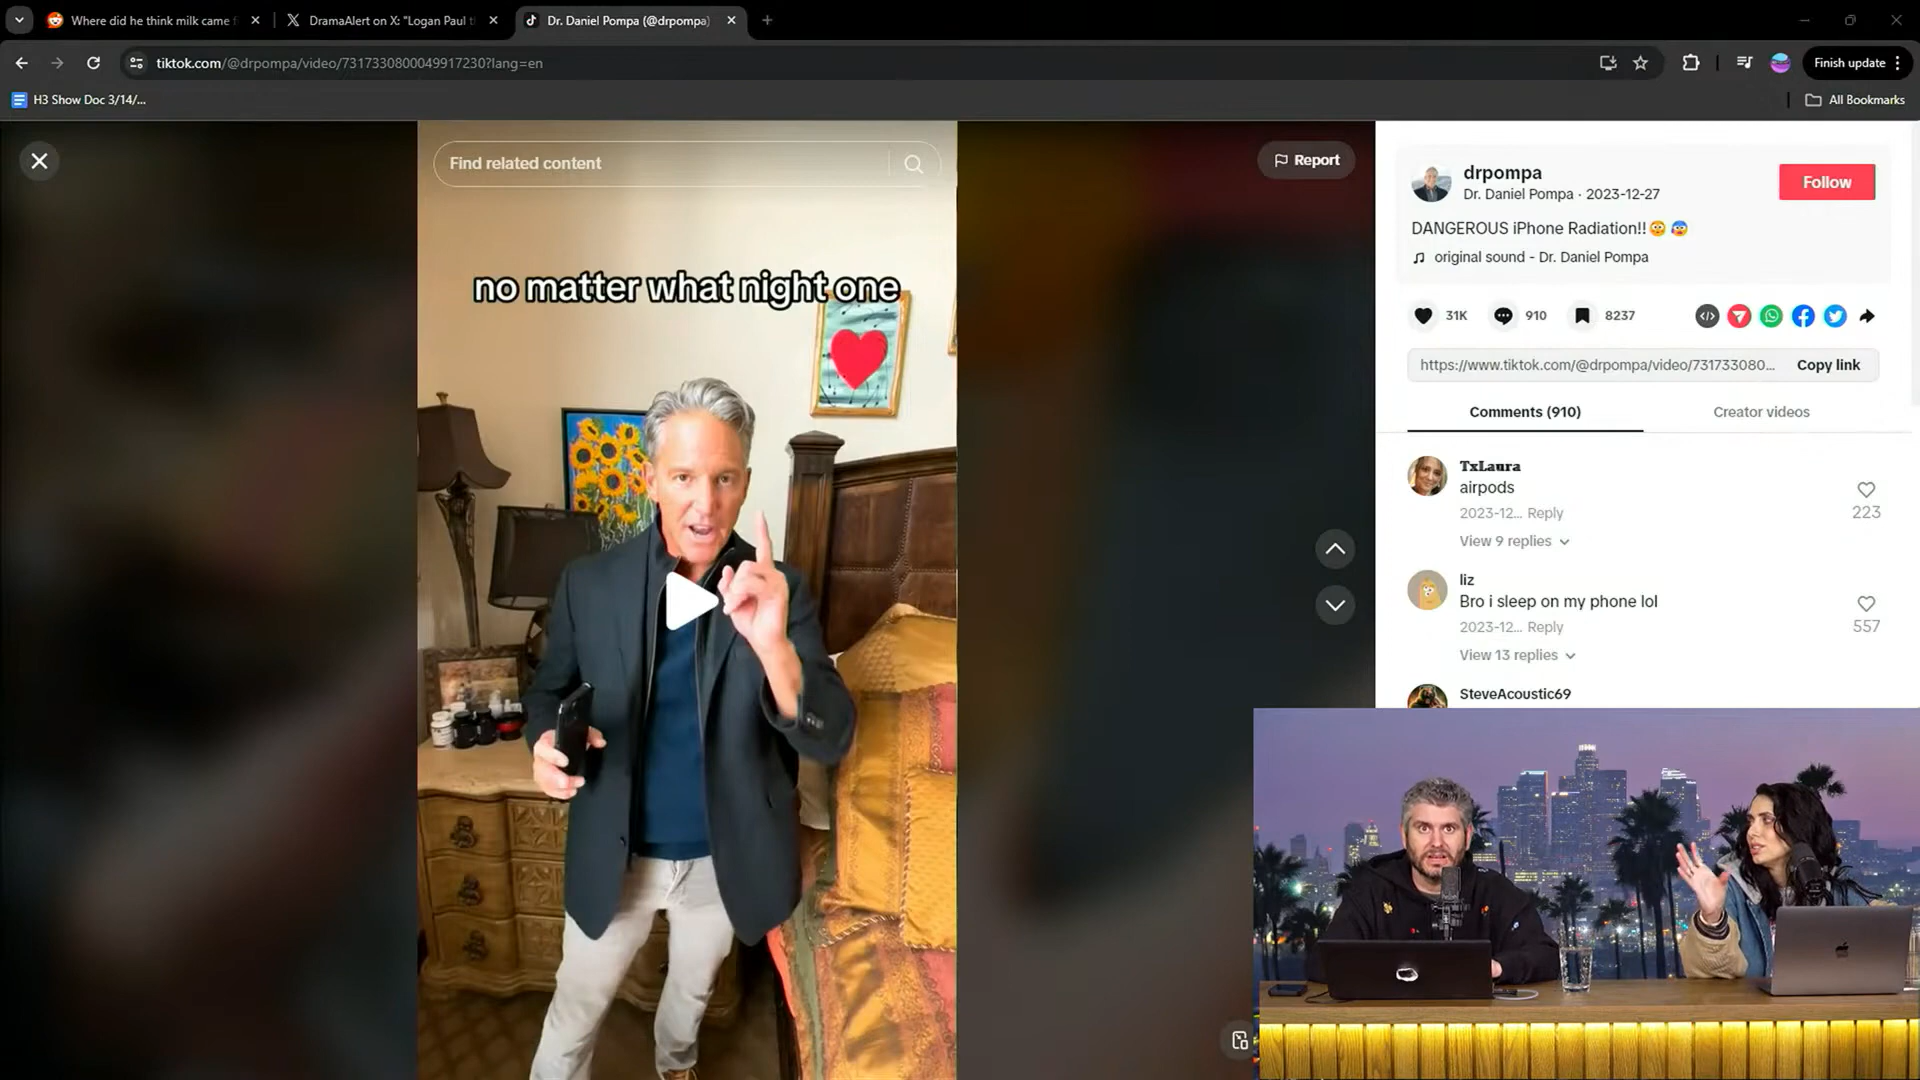 Where did he think milk came f
DramaAlert on X: "Logan Paul t
Dr. Daniel Pompa (@drpompa)
tiktok.com/@drpompa/video/7317330800049917230?lang=en
Finish update
H3 Show Doc 3/14/...
All Bookmarks
Find related content
Report
no matter what night one
drpompa
Dr. Daniel Pompa · 2023-12-27
Follow
DANGEROUS iPhone Radiation!!
original sound - Dr. Daniel Pompa
31K
910
8237
https://www.tiktok.com/@drpompa/video/731733080...
Copy link
Comments (910)
Creator videos
TxLaura
airpods
2023-12... Reply
223
View 9 replies
liz
Bro i sleep on my phone lol
2023-12... Reply
557
View 13 replies
SteveAcoustic69